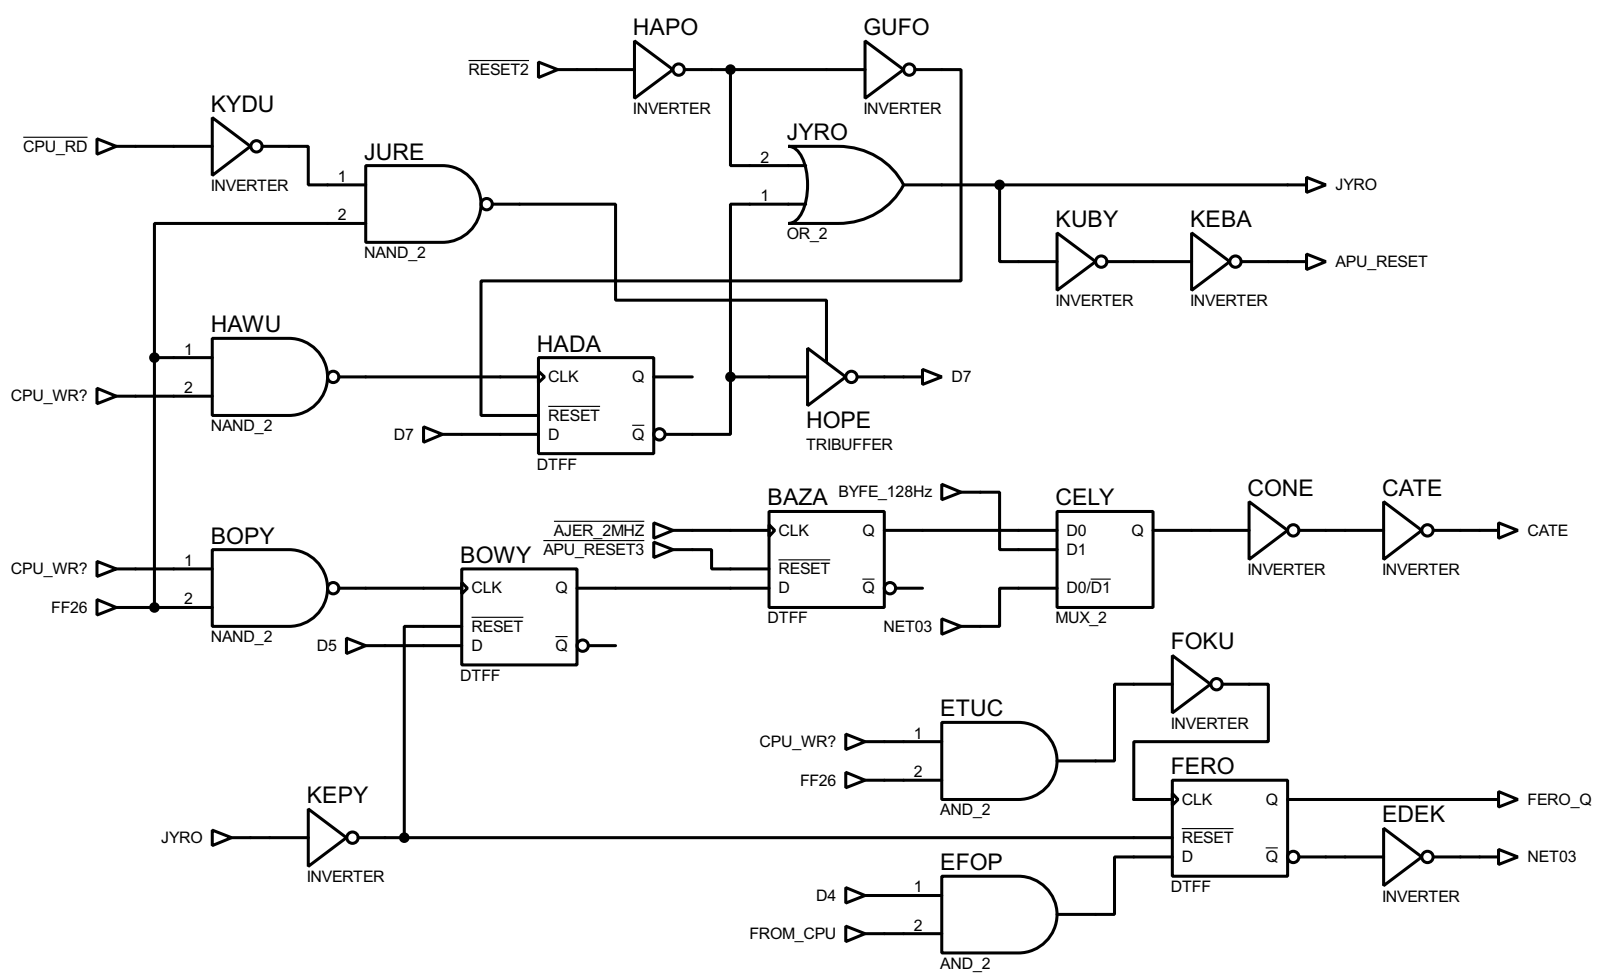 HAPO
GUFO
RESET2
INVERTER
INVERTER
KYDU
CPU_RD
INVERTER
JURE
1
2
NAND_2
JYRO
2
1
OR_2
JYRO
KUBY
KEBA
APU_RESET
INVERTER
INVERTER
HAWU
1
CPU_WR?
2
NAND_2
HADA
CLK
Q
RESET
D7
D
Q
DTFF
D7
HOPE
TRIBUFFER
BOPY
CPU_WR?
1
FF26
2
NAND_2
BOWY
CLK
Q
RESET
D5
D
Q
DTFF
BAZA
AJER_2MHZ
CLK
Q
APU_RESET3
RESET
D
Q
DTFF
BYFE_128Hz
CELY
D0
Q
D1
D0/D1
NET03
MUX_2
CONE
CATE
CATE
INVERTER
INVERTER
FOKU
INVERTER
ETUC
CPU_WR?
1
FF26
2
AND_2
FERO
CLK
Q
FERO_Q
RESET
D
Q
DTFF
EDEK
NET03
INVERTER
KEPY
JYRO
INVERTER
EFOP
D4
1
FROM_CPU
2
AND_2